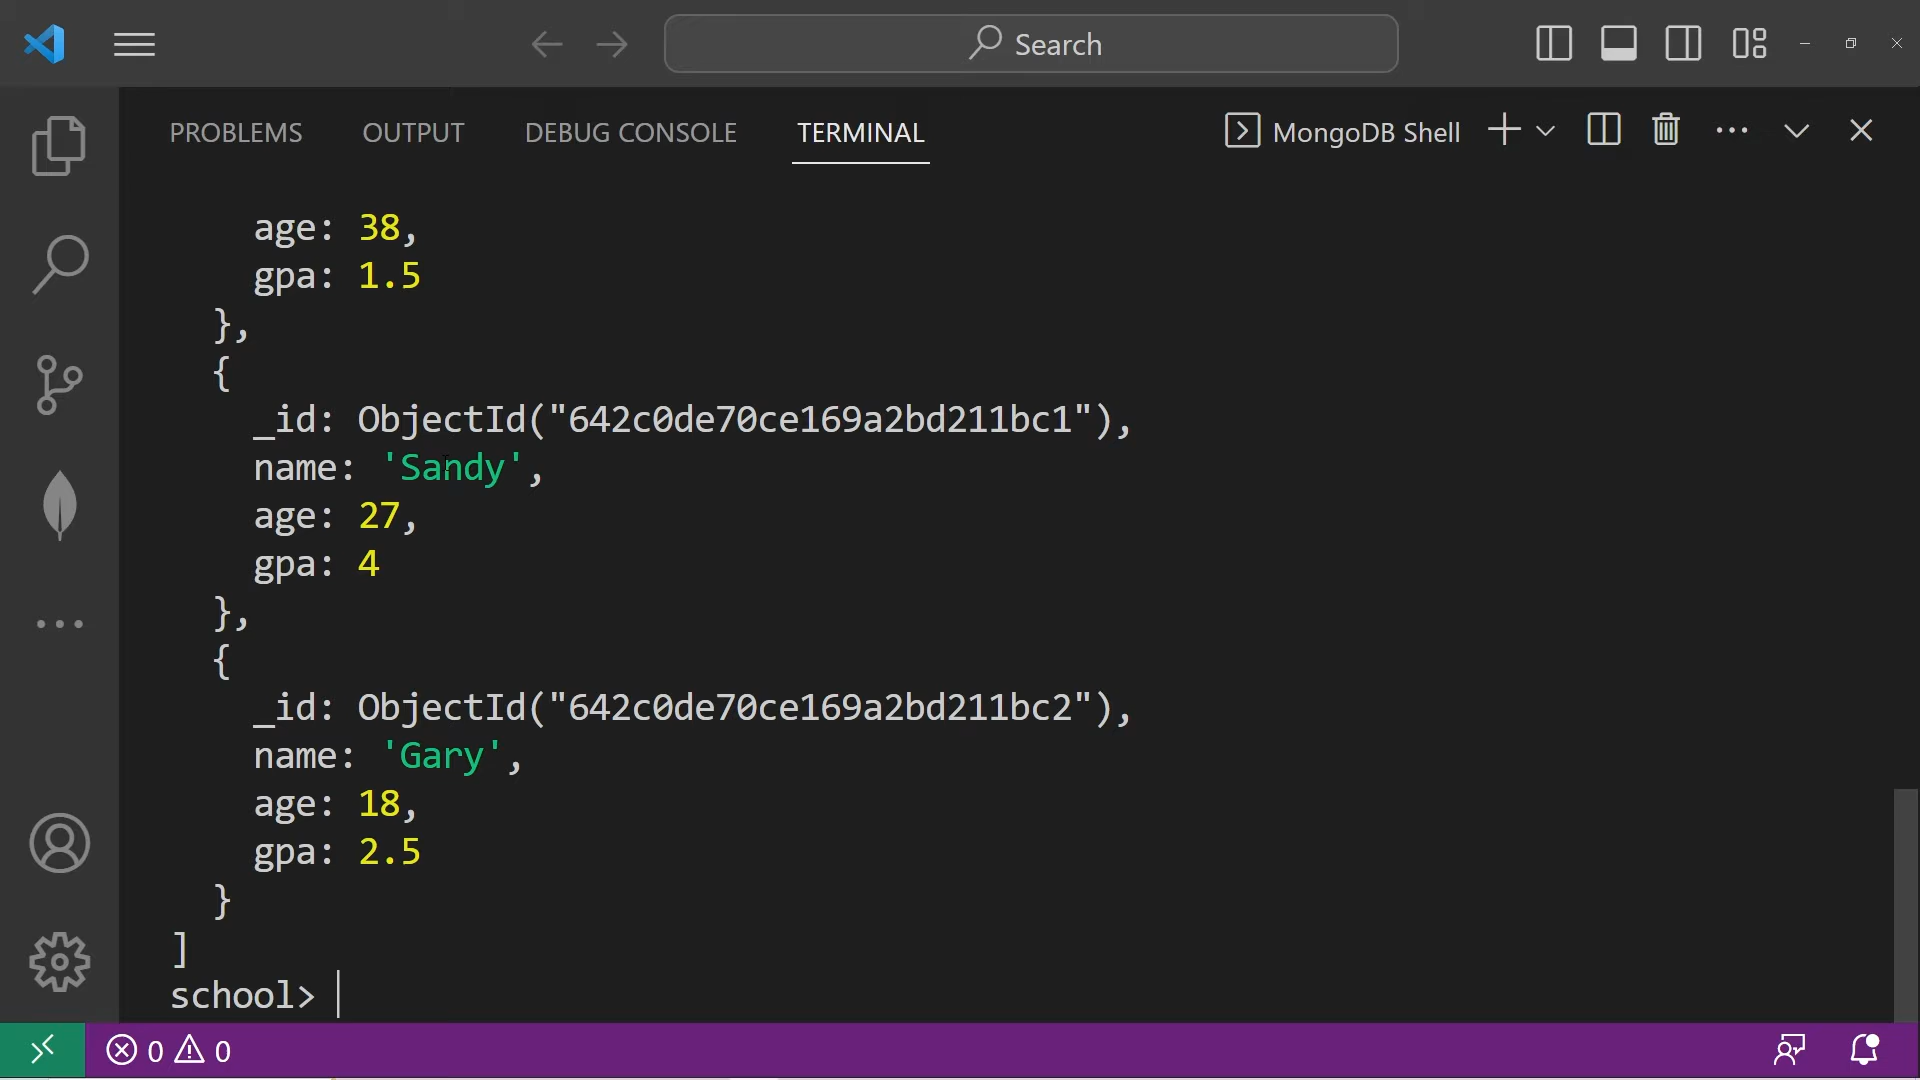 Search
PROBLEMS OUTPUT DEBUG CONSOLE TERMINAL MongoDB Shell
age: 38,
gpa: 1.5
},
{
_id: ObjectId("642c0de70ce169a2bd211bc1"),
name: 'Sandy',
age: 27,
gpa: 4
},
{
_id: ObjectId("642c0de70ce169a2bd211bc2"),
name: 'Gary',
age: 18,
gpa: 2.5
}
]
school>
0 0